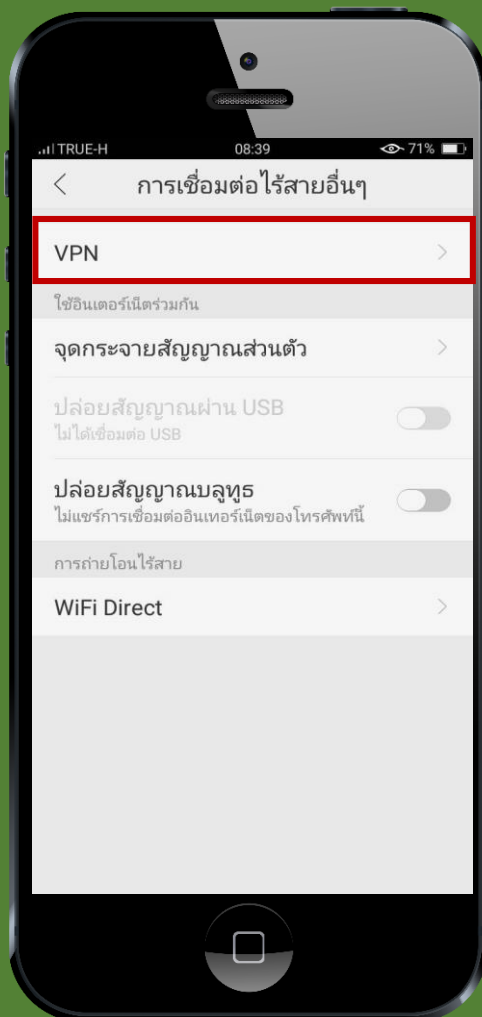 TRUE-H 08:39 71%
การเชื่อมต่อไร้สายอื่นๆ
VPN
ใช้อินเตอร์เน็ตร่วมกัน
จุดกระจายสัญญาณส่วนตัว
ปล่อยสัญญาณผ่าน USB
ไม่ได้เชื่อมต่อ USB
ปล่อยสัญญาณบลูทูธ
ไม่แชร์การเชื่อมต่ออินเทอร์เน็ตของโทรศัพท์นี้
การถ่ายโอนไร้สาย
WiFi Direct